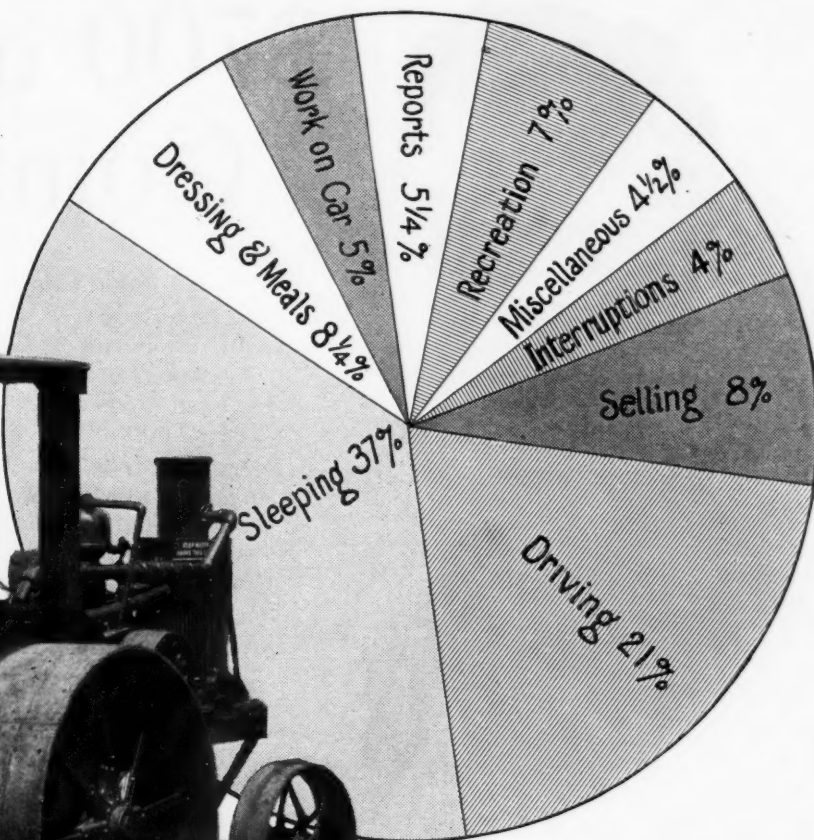 Reports 5¼%
Recreation 7%
Miscellaneous 4½%
Interruptions 4%
Selling 8%
Driving 21%
Sleeping 37%
Dressing & Meals 8¼%
Work on Car 5%